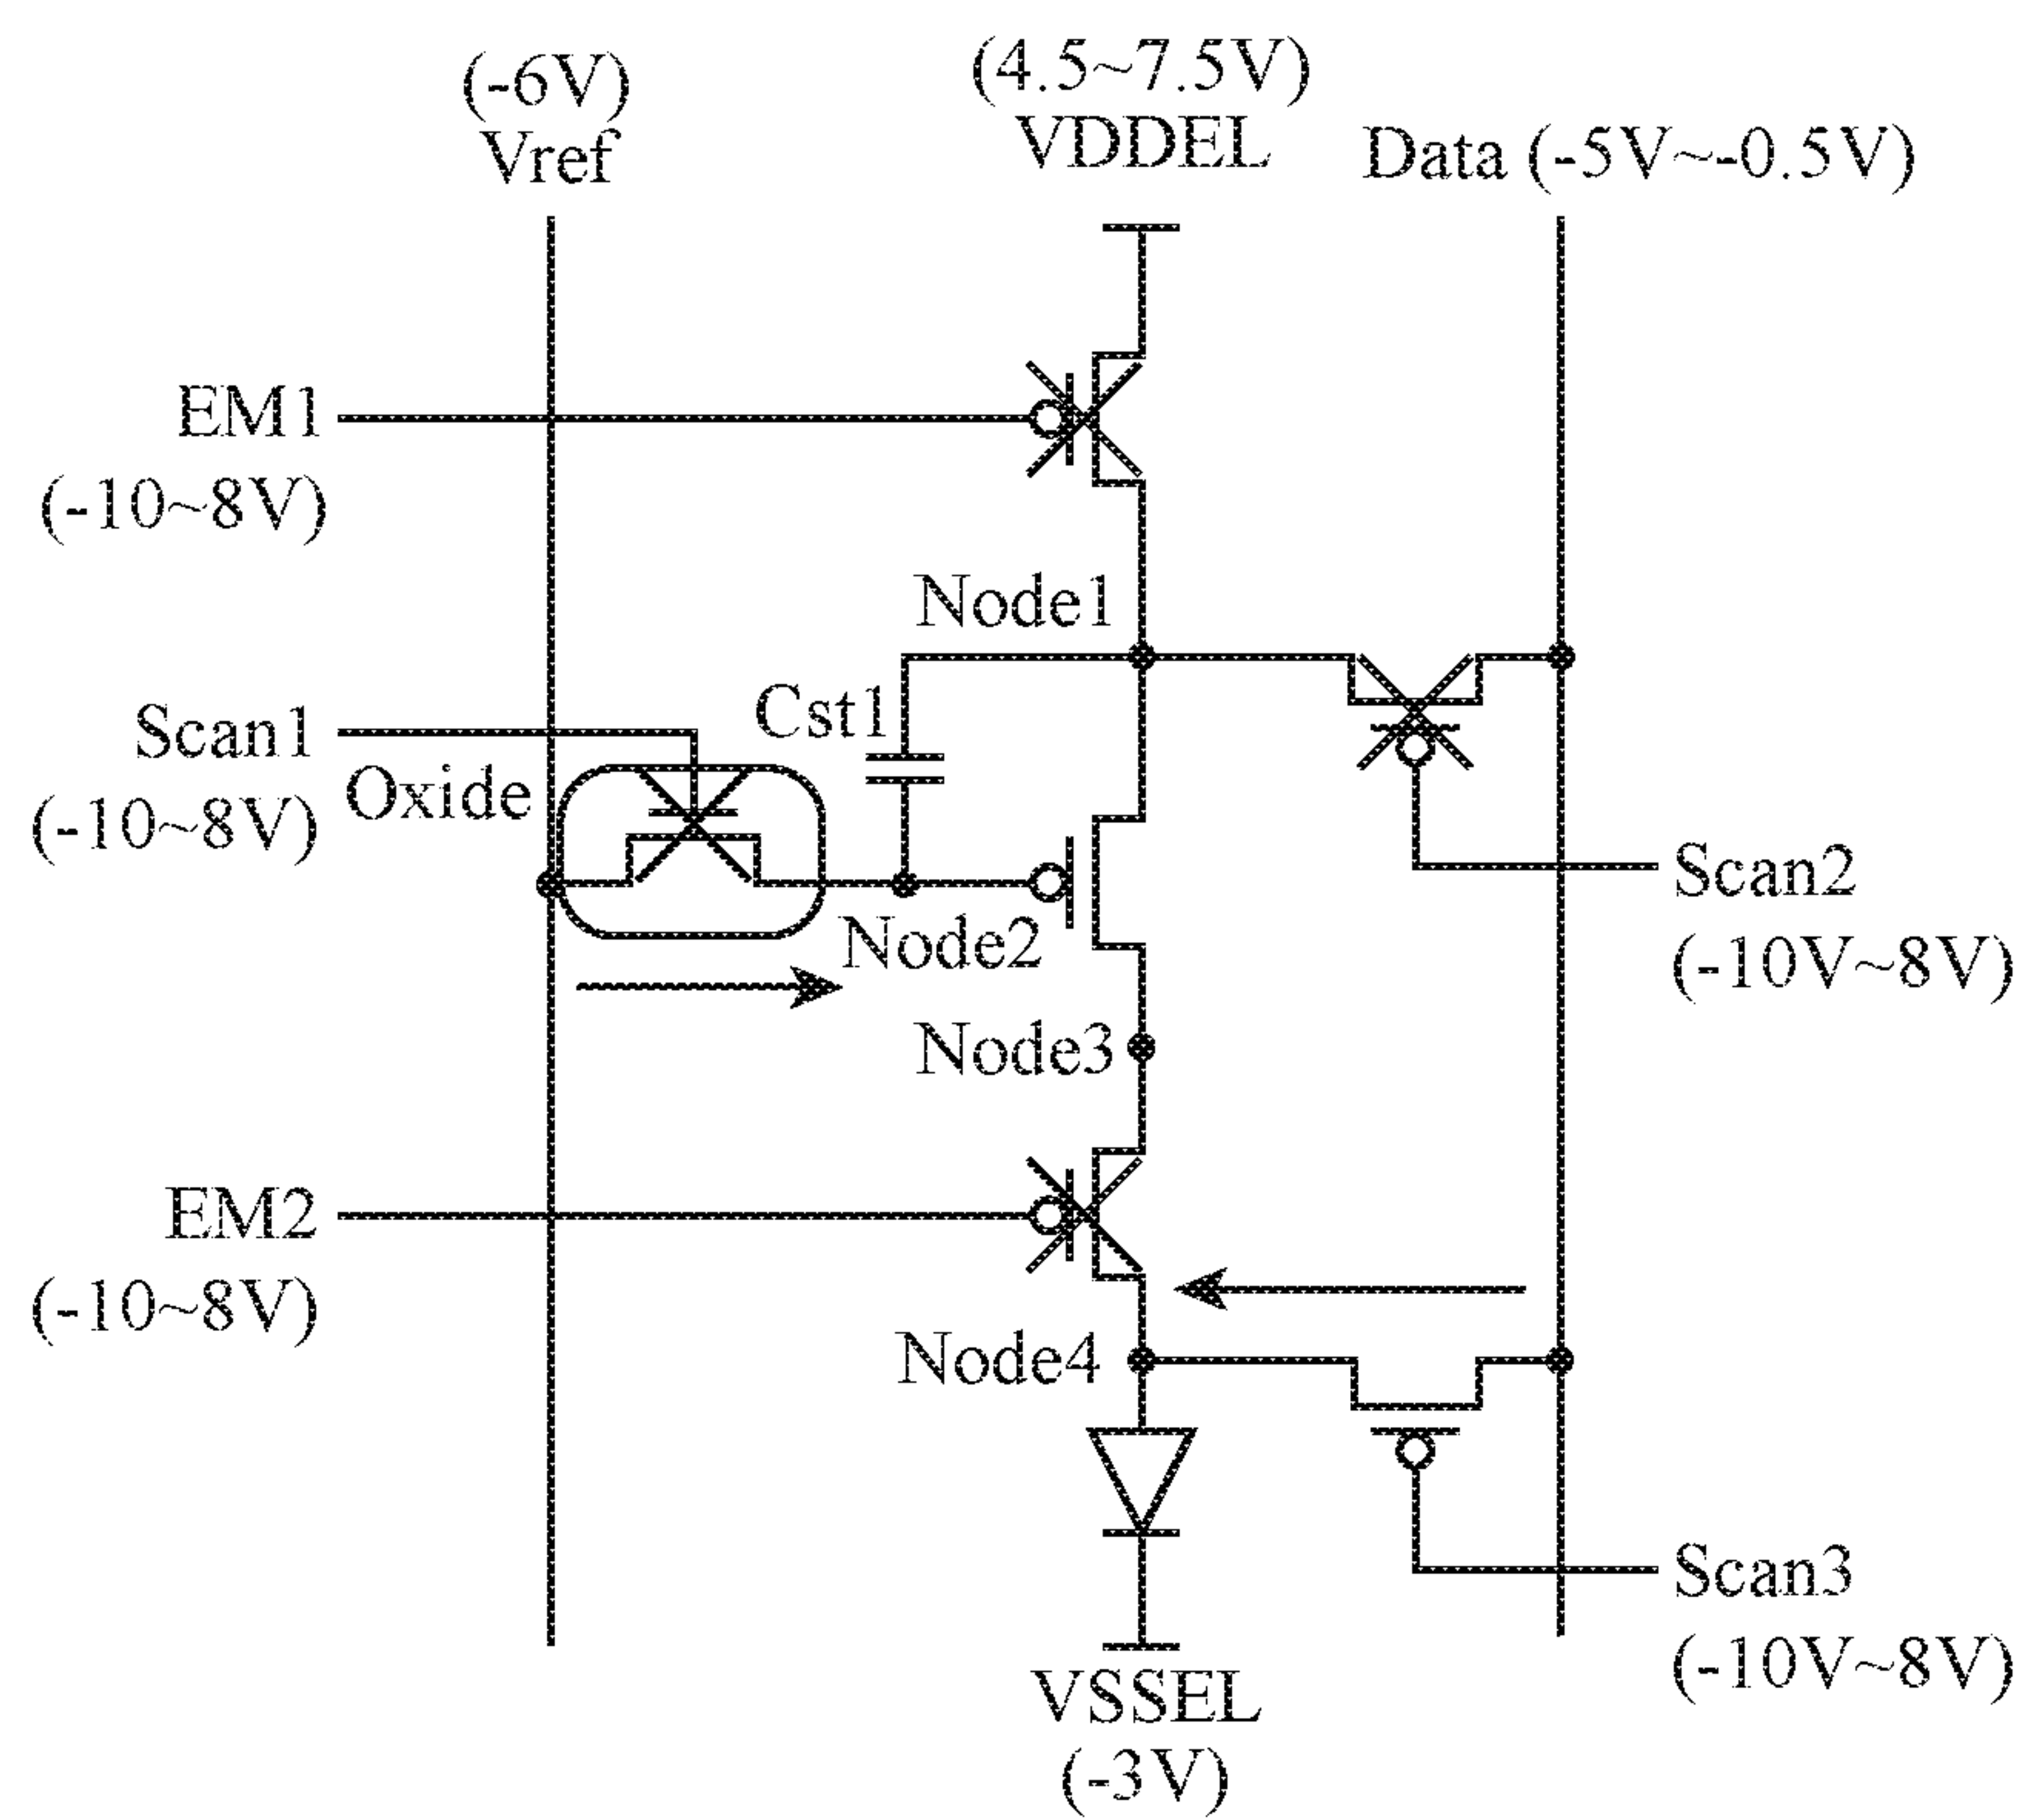 (-6V)
Vref
(4.5~7.5V)
VDDEL
Data (-5V~-0.5V)
EM1
(-10~8V)
Node1
Scan1
(-10~8V)
Oxide
Cst1
Node2
Scan2
(-10V~8V)
Node3
EM2
(-10~8V)
Node4
Scan3
(-10V~8V)
VSSEL
(-3V)